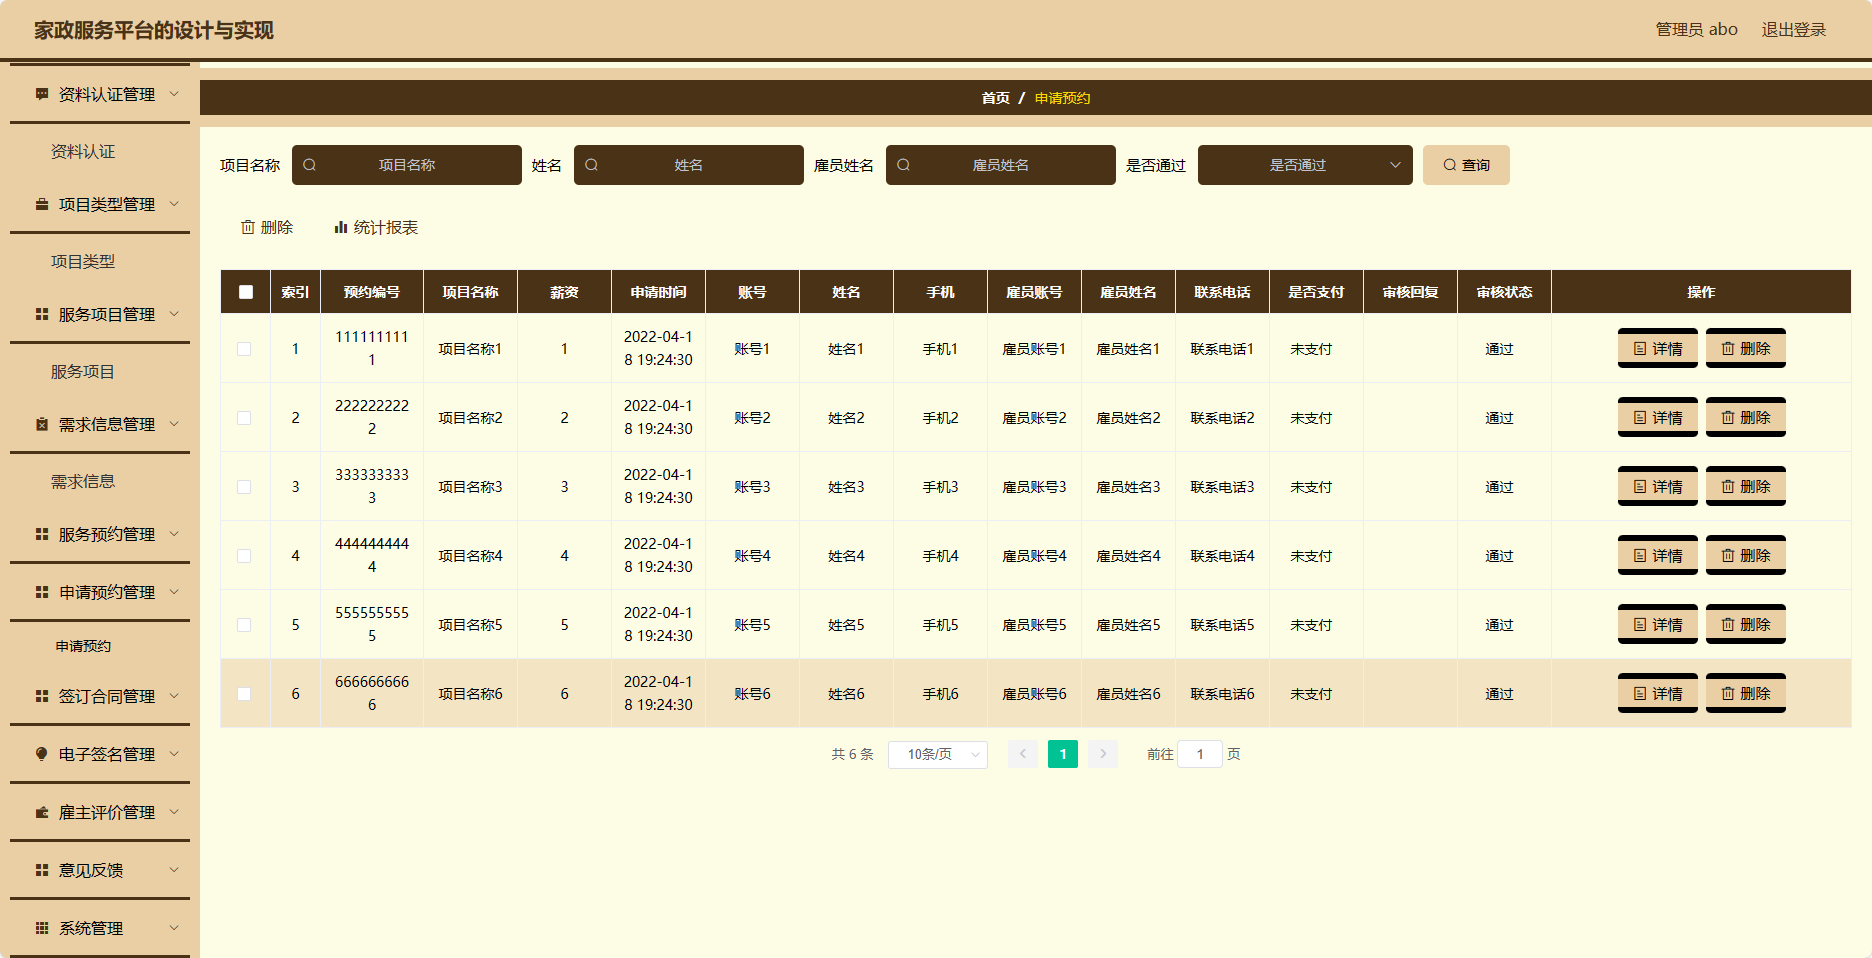 家政服务平台的设计与实现
管理员 abo 退出登录
资料认证管理
资料认证
项目类型管理
项目类型
服务项目管理
服务项目
需求信息管理
需求信息
服务预约管理
申请预约管理
申请预约
签订合同管理
电子签名管理
雇主评价管理
意见反馈
系统管理
首页 / 申请预约
项目名称 项目名称 姓名 姓名 雇员姓名 雇员姓名 是否通过 是否通过 查询
删除 统计报表
索引 预约编号 项目名称 薪资 申请时间 账号 姓名 手机 雇员账号 雇员姓名 联系电话 是否支付 审核回复 审核状态 操作
1 1111111111 项目名称1 1 2022-04-18 19:24:30 账号1 姓名1 手机1 雇员账号1 雇员姓名1 联系电话1 未支付 通过 详情 删除
2 2222222222 项目名称2 2 2022-04-18 19:24:30 账号2 姓名2 手机2 雇员账号2 雇员姓名2 联系电话2 未支付 通过 详情 删除
3 3333333333 项目名称3 3 2022-04-18 19:24:30 账号3 姓名3 手机3 雇员账号3 雇员姓名3 联系电话3 未支付 通过 详情 删除
4 4444444444 项目名称4 4 2022-04-18 19:24:30 账号4 姓名4 手机4 雇员账号4 雇员姓名4 联系电话4 未支付 通过 详情 删除
5 5555555555 项目名称5 5 2022-04-18 19:24:30 账号5 姓名5 手机5 雇员账号5 雇员姓名5 联系电话5 未支付 通过 详情 删除
6 6666666666 项目名称6 6 2022-04-18 19:24:30 账号6 姓名6 手机6 雇员账号6 雇员姓名6 联系电话6 未支付 通过 详情 删除
共 6 条 10条/页 1 前往 1 页